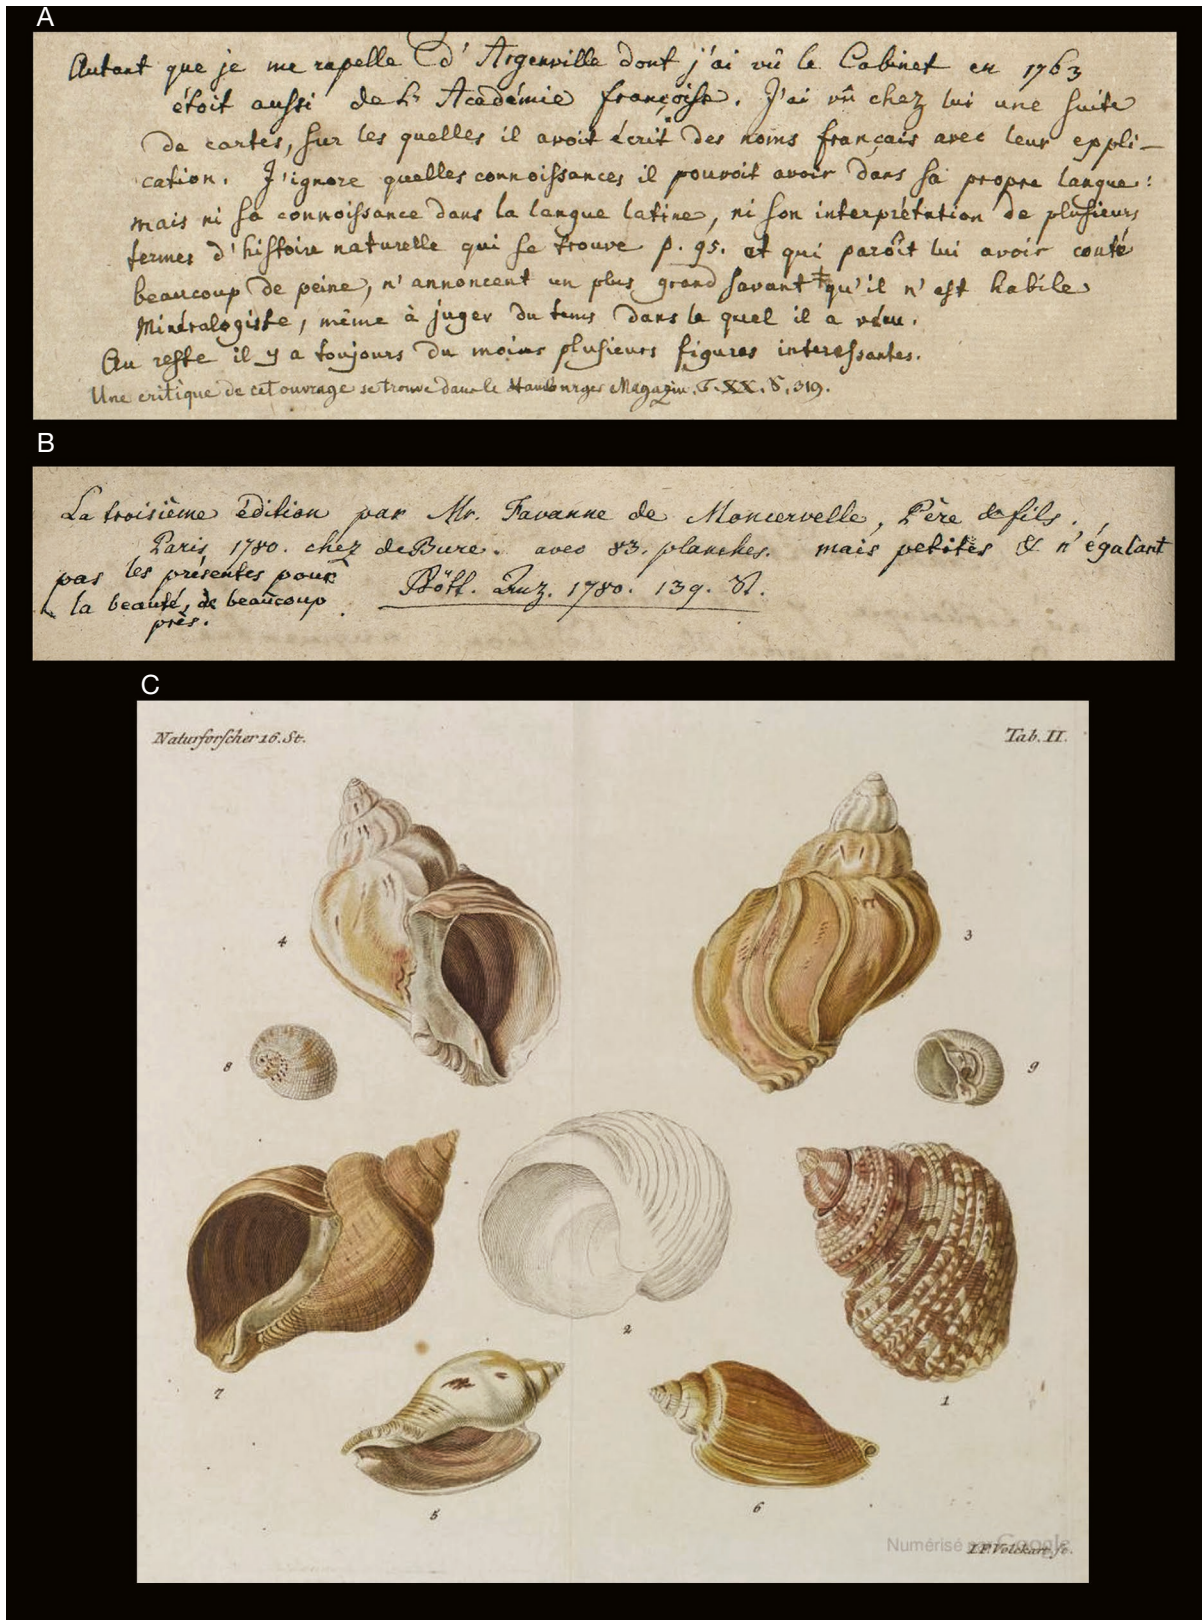 A
Autant que je me rapelle d'Argenville dont j'ai vû le Cabinet en 1763
étoit aussi de l'Académie françoise. J'ai vû chez lui une suite
de cartes, sur les quelles il avoit écrit des noms français avec leur eppli-
cation. J'ignore quelles connoissances il pouvoit avoir dans sa propre langue:
mais ni sa connoissance dans la langue latine, ni son interprétation de plusieurs
termes d'histoire naturelle qui se trouve p. 95. et qui paroît lui avoir couté
beaucoup de peine, n'annoncent un plus grand savant qu'il n'est habile
Minéralogiste, même à juger du tems dans le quel il a vécu.
Au reste il y a toujours du moins plusieurs figures interessantes.
Une critique de cet ouvrage se trouve dans le Hamburges Magazin. T. XX. S. 319.
B
La troisième édition par Mr. Favanne de Moncervelle, Père & fils.
Paris, 1780. chez deBure. avec 83. planches. mais petites & n'égalant
pas les présentes pour
la beauté, de beaucoup
près.
Gött. Anz. 1780. 139. St.
C
Naturforscher 16. St.
Tab. II.
4
3
8
9
2
7
1
5
6
Numérisé par Google
I.F. Volckart. sc.